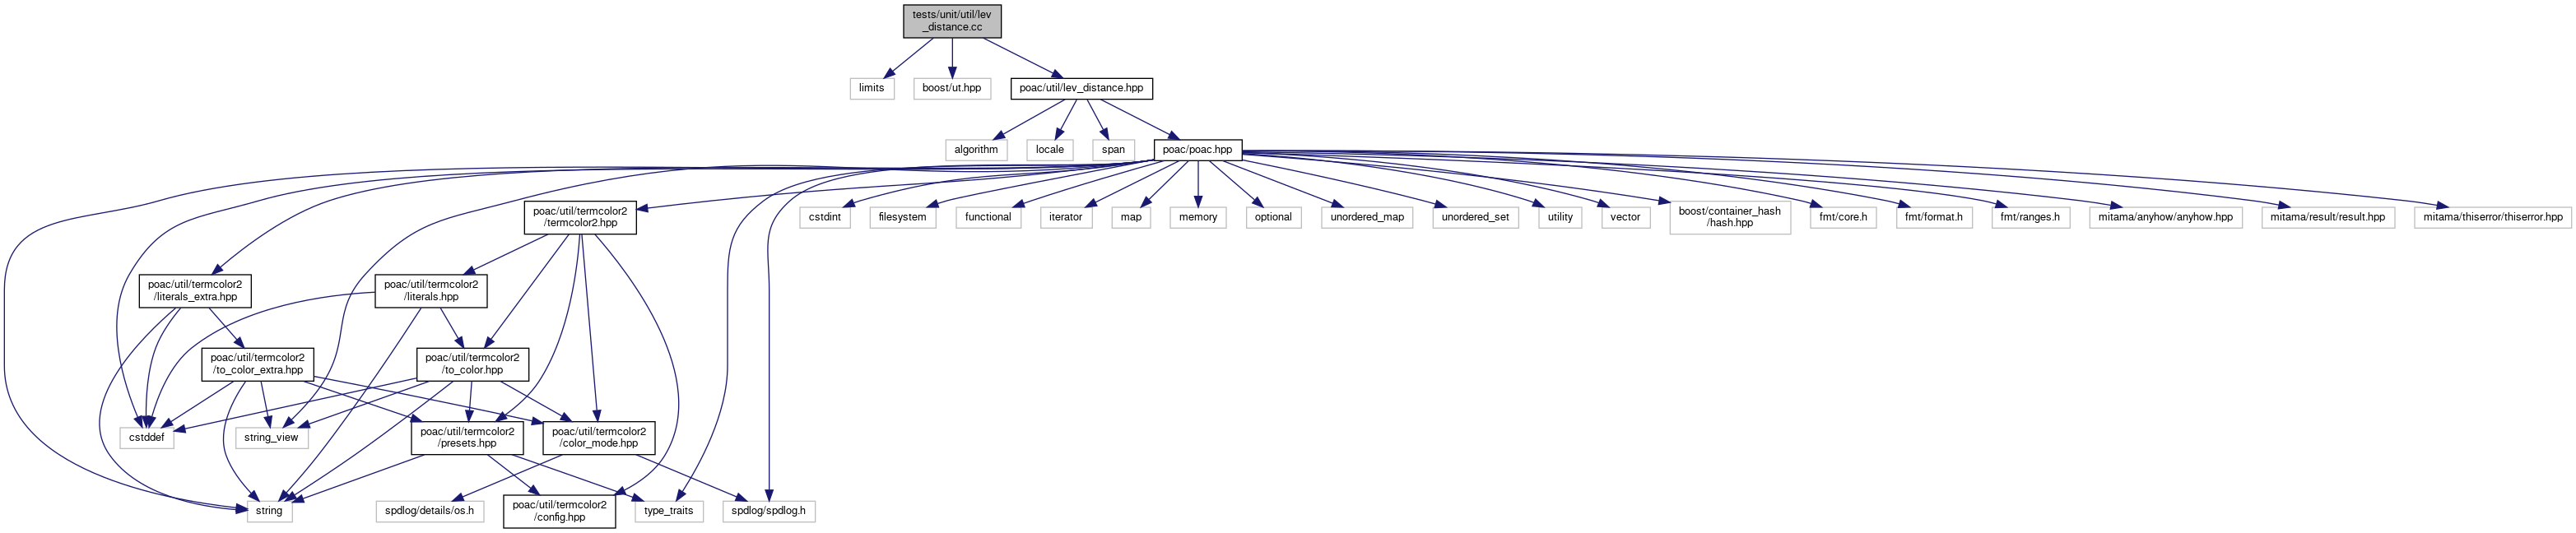 tests/unit/util/lev
_distance.cc
limits
boost/ut.hpp
poac/util/lev_distance.hpp
algorithm
locale
span
poac/poac.hpp
poac/util/termcolor2
/termcolor2.hpp
cstdint
filesystem
functional
iterator
map
memory
optional
unordered_map
unordered_set
utility
vector
boost/container_hash
/hash.hpp
fmt/core.h
fmt/format.h
fmt/ranges.h
mitama/anyhow/anyhow.hpp
mitama/result/result.hpp
mitama/thiserror/thiserror.hpp
poac/util/termcolor2
/literals_extra.hpp
poac/util/termcolor2
/literals.hpp
poac/util/termcolor2
/to_color_extra.hpp
poac/util/termcolor2
/to_color.hpp
cstddef
string_view
poac/util/termcolor2
/presets.hpp
poac/util/termcolor2
/color_mode.hpp
string
spdlog/details/os.h
poac/util/termcolor2
/config.hpp
type_traits
spdlog/spdlog.h